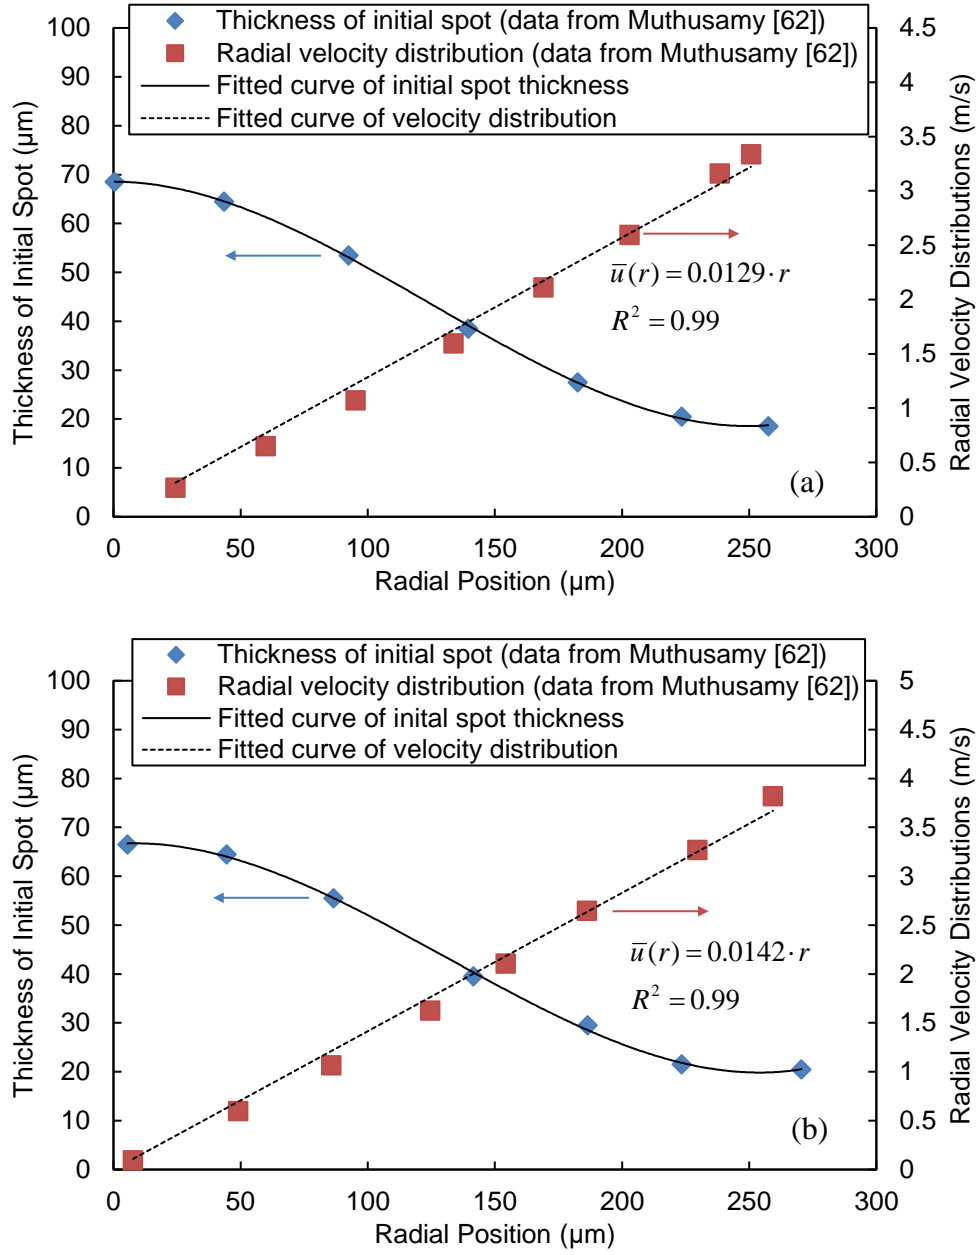 Thickness of initial spot (data from Muthusamy [62])
Radial velocity distribution (data from Muthusamy [62])
Fitted curve of initial spot thickness
Fitted curve of velocity distribution
Thickness of Initial Spot (µm)
100
90
80
70
60
50
40
30
20
10
0
Radial Velocity Distributions (m/s)
4.5
4
3.5
3
2.5
2
1.5
1
0.5
0
u̅(r) = 0.0129 · r
R² = 0.99
(a)
0 50 100 150 200 250 300
Radial Position (µm)
Thickness of initial spot (data from Muthusamy [62])
Radial velocity distribution (data from Muthusamy [62])
Fitted curve of inital spot thickness
Fitted curve of velocity distribution
Thickness of Initial Spot (µm)
100
90
80
70
60
50
40
30
20
10
0
Radial Velocity Distributions (m/s)
5
4.5
4
3.5
3
2.5
2
1.5
1
0.5
0
u̅(r) = 0.0142 · r
R² = 0.99
(b)
0 50 100 150 200 250 300
Radial Position (µm)